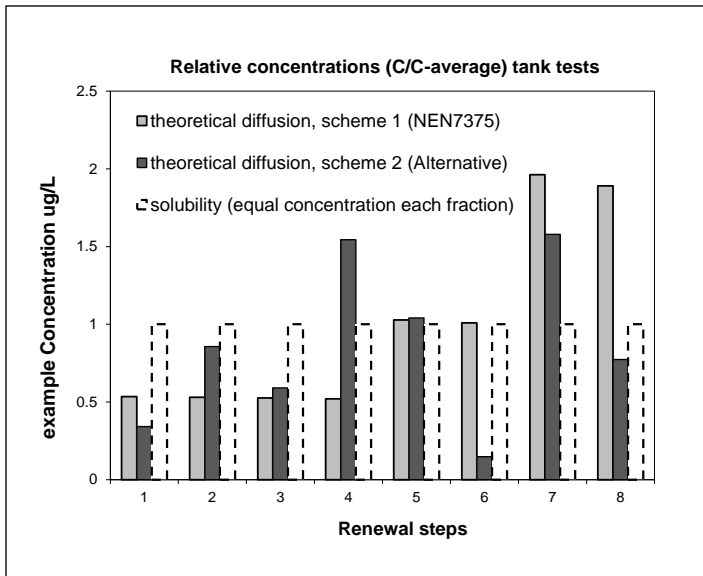 Relative concentrations (C/C-average) tank tests
2.5
theoretical diffusion, scheme 1 (NEN7375)
2
theoretical diffusion, scheme 2 (Alternative)
solubility (equal concentration each fraction)
1.5
1
0.5
0
example Concentration ug/L
1 2 3 4 5 6 7 8
Renewal steps